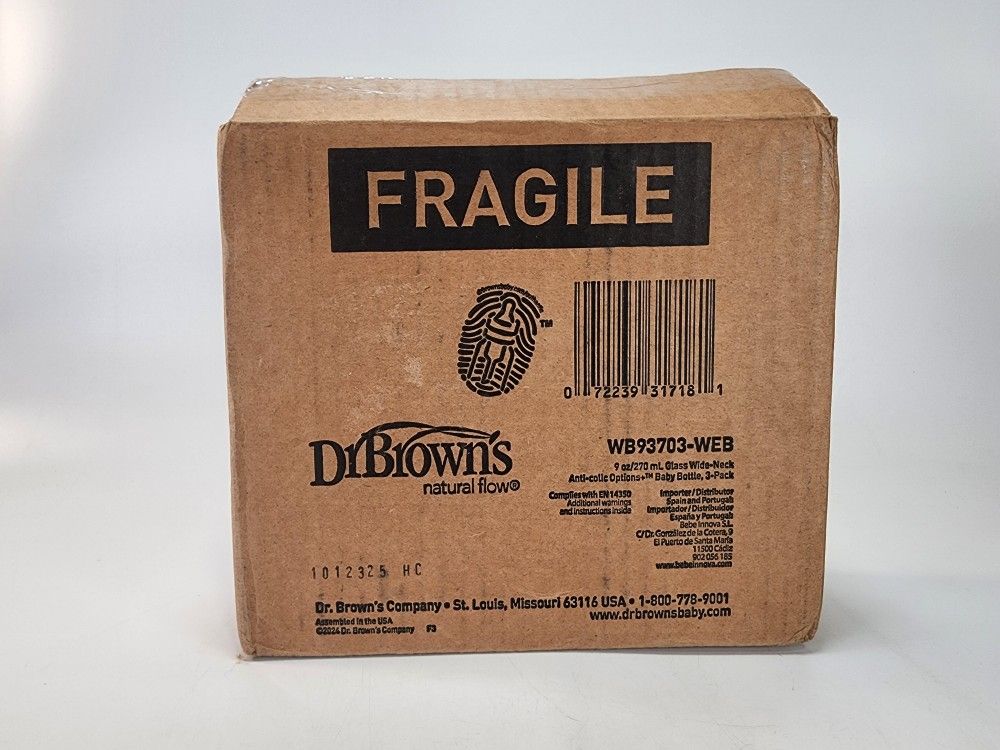 FRAGILE
TM
0 72239 31718 1
DrBrown's
natural flow®
WB93703-WEB
9 oz/270 mL Glass Wide-Neck
Anti-colic Options+™ Baby Bottle, 3-Pack
Complies with EN 14350
Additional warnings
and instructions inside
Importer / Distributor
Spain and Portugal:
Importador / Distribuidor
España y Portugal:
Bebe Innova S.L.
C/Dr. González de la Cotera, 9
El Puerto de Santa María
11500 Cádiz
902 056 185
www.bebeinnova.com
1012325 HC
Dr. Brown's Company • St. Louis, Missouri 63116 USA • 1-800-778-9001
www.drbrownsbaby.com
Assembled in the USA
©2024 Dr. Brown's Company F3